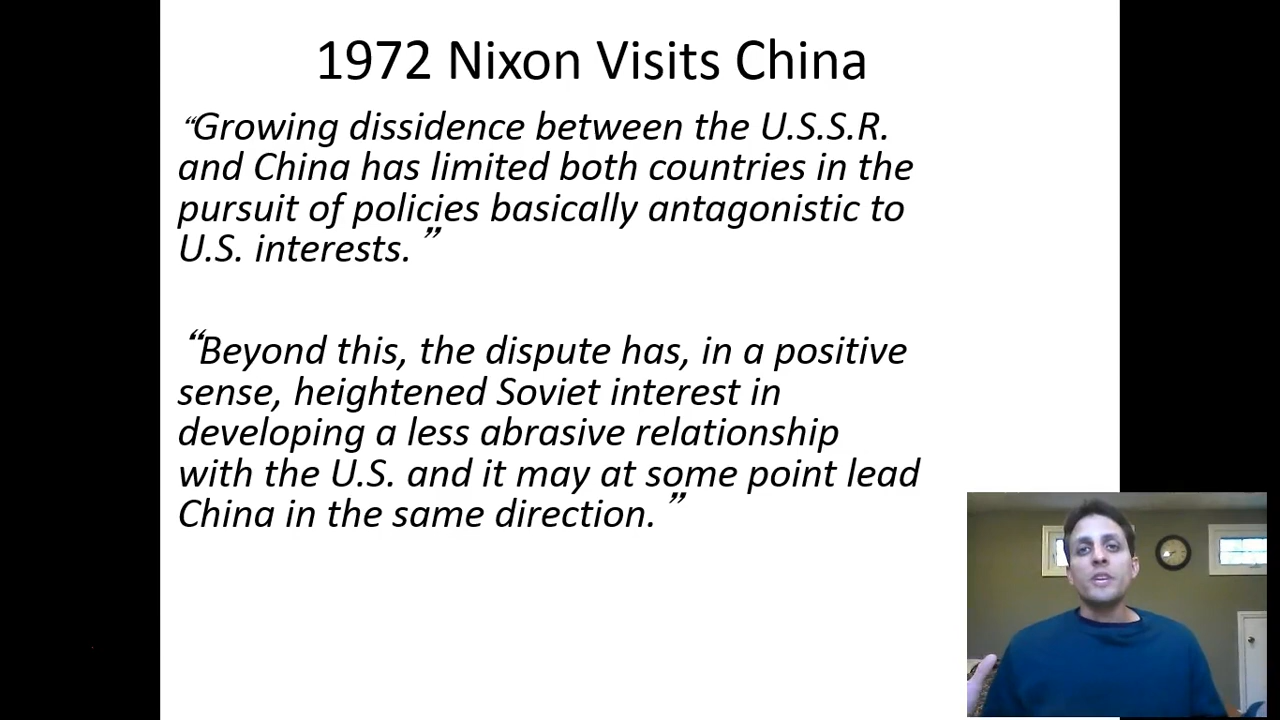 1972 Nixon Visits China
“Growing dissidence between the U.S.S.R.
and China has limited both countries in the
pursuit of policies basically antagonistic to
U.S. interests.”
“Beyond this, the dispute has, in a positive
sense, heightened Soviet interest in
developing a less abrasive relationship
with the U.S. and it may at some point lead
China in the same direction.”